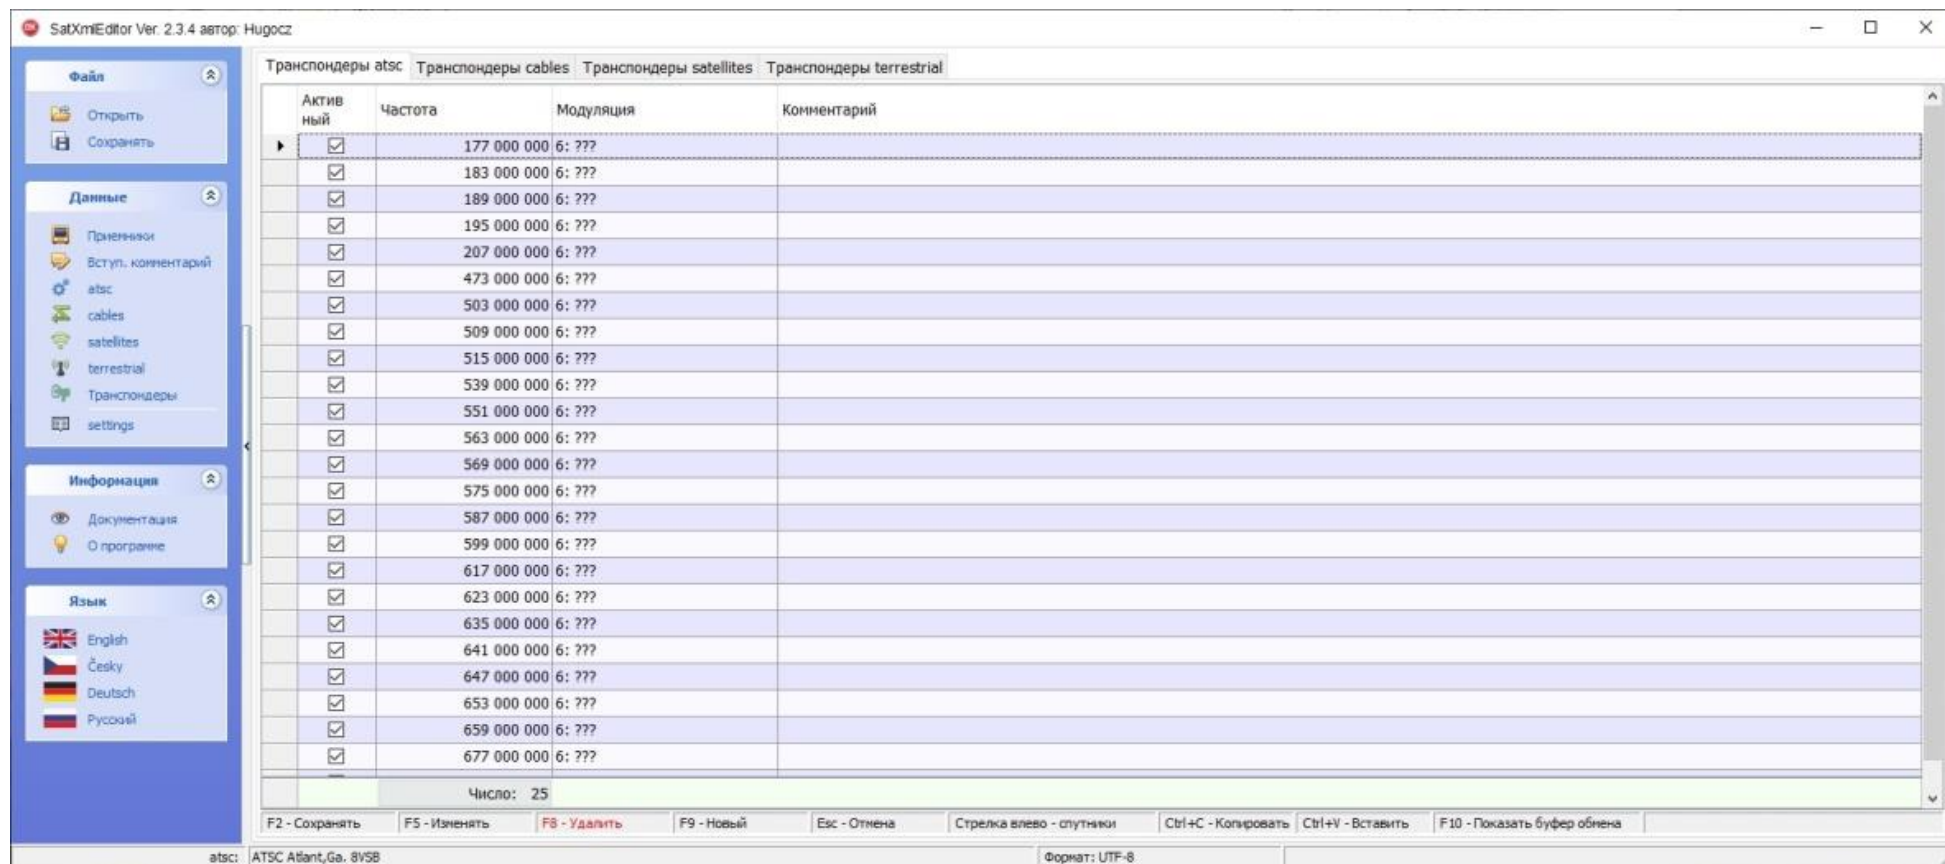 SatXmlEditor Ver. 2.3.4 автор: Hugocz
Файл
Открыть
Сохранять
Данные
Приемники
Вступ. комментарий
atsc
cables
satellites
terrestrial
Транспондеры
settings
Информация
Документация
О программе
Язык
English
Česky
Deutsch
Русский
Транспондеры atsc Транспондеры cables Транспондеры satellites Транспондеры terrestrial
Актив
ный Частота Модуляция Комментарий
177 000 000 6: ???
183 000 000 6: ???
189 000 000 6: ???
195 000 000 6: ???
207 000 000 6: ???
473 000 000 6: ???
503 000 000 6: ???
509 000 000 6: ???
515 000 000 6: ???
539 000 000 6: ???
551 000 000 6: ???
563 000 000 6: ???
569 000 000 6: ???
575 000 000 6: ???
587 000 000 6: ???
599 000 000 6: ???
617 000 000 6: ???
623 000 000 6: ???
635 000 000 6: ???
641 000 000 6: ???
647 000 000 6: ???
653 000 000 6: ???
659 000 000 6: ???
677 000 000 6: ???
Число: 25
F2 - Сохранять F5 - Изменять F8 - Удалить F9 - Новый Esc - Отмена Стрелка влево - спутники Ctrl+C - Копировать Ctrl+V - Вставить F10 - Показать буфер обмена
atsc: ATSC Atlant,Ga. 8VSB Формат: UTF-8